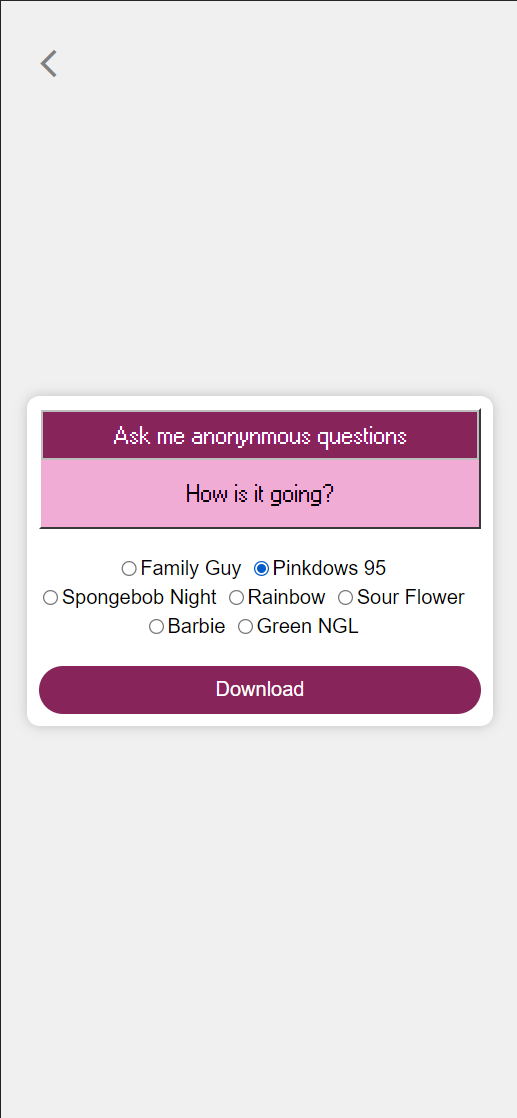 Ask me anonynmous questions
How is it going?
Family Guy Pinkdows 95
Spongebob Night Rainbow Sour Flower
Barbie Green NGL
Download